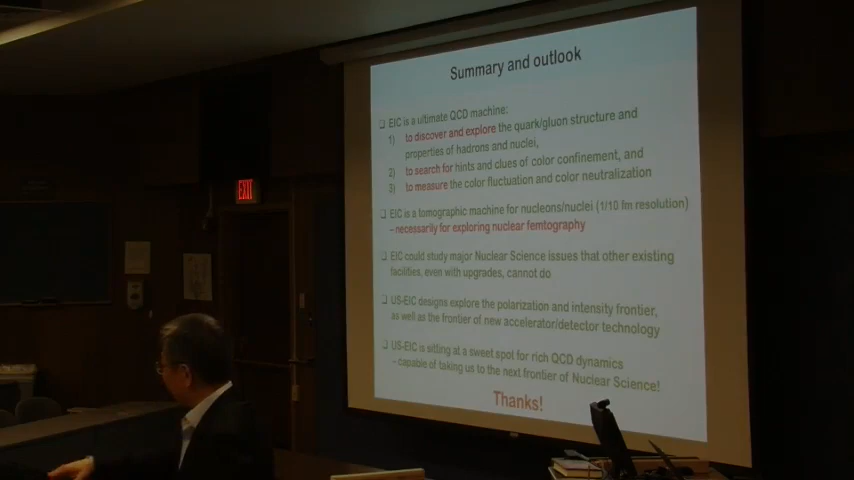 Summary and outlook
❑ EIC is a ultimate QCD machine:
1) to discover and explore the quark/gluon structure and
properties of hadrons and nuclei,
2) to search for hints and clues of color confinement, and
3) to measure the color fluctuation and color neutralization
❑ EIC is a tomographic machine for nucleons/nuclei (1/10 fm resolution)
– necessarily for exploring nuclear femtography
❑ EIC could study major Nuclear Science issues that other existing
facilities, even with upgrades, cannot do
❑ US-EIC designs explore the polarization and intensity frontier,
as well as the frontier of new accelerator/detector technology
❑ US-EIC is sitting at a sweet spot for rich QCD dynamics
– capable of taking us to the next frontier of Nuclear Science!
Thanks!
EXIT